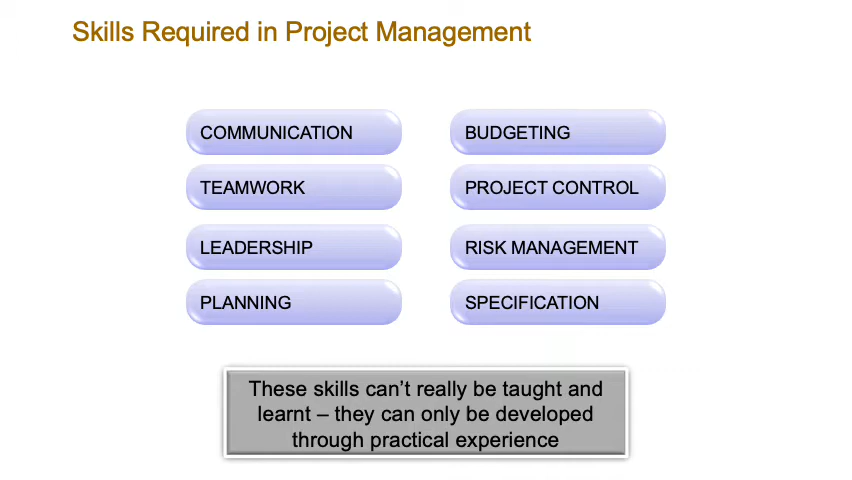 Skills Required in Project Management
COMMUNICATION
BUDGETING
TEAMWORK
PROJECT CONTROL
LEADERSHIP
RISK MANAGEMENT
PLANNING
SPECIFICATION
These skills can’t really be taught and
learnt – they can only be developed
through practical experience